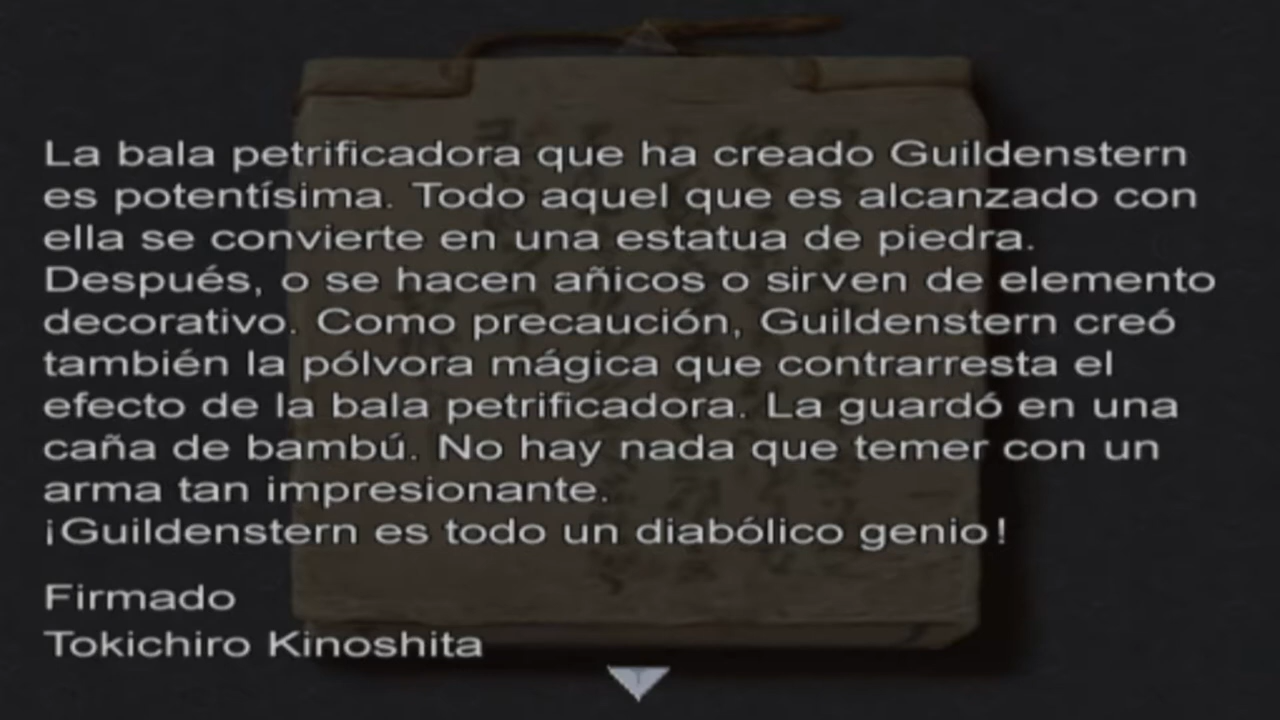 La bala petrificadora que ha creado Guildenstern
es potentísima. Todo aquel que es alcanzado con
ella se convierte en una estatua de piedra.
Después, o se hacen añicos o sirven de elemento
decorativo. Como precaución, Guildenstern creó
también la pólvora mágica que contrarresta el
efecto de la bala petrificadora. La guardó en una
caña de bambú. No hay nada que temer con un
arma tan impresionante.
¡Guildenstern es todo un diabólico genio!
Firmado
Tokichiro Kinoshita